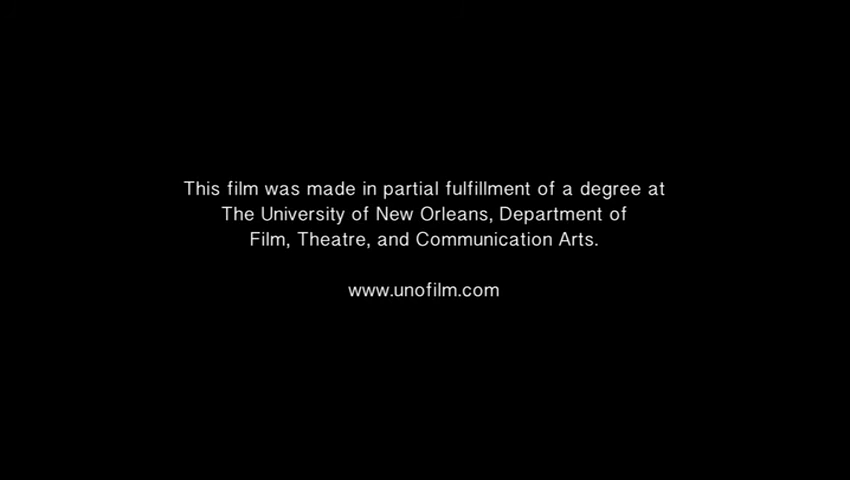 This film was made in partial fulfillment of a degree at
The University of New Orleans, Department of
Film, Theatre, and Communication Arts.
www.unofilm.com